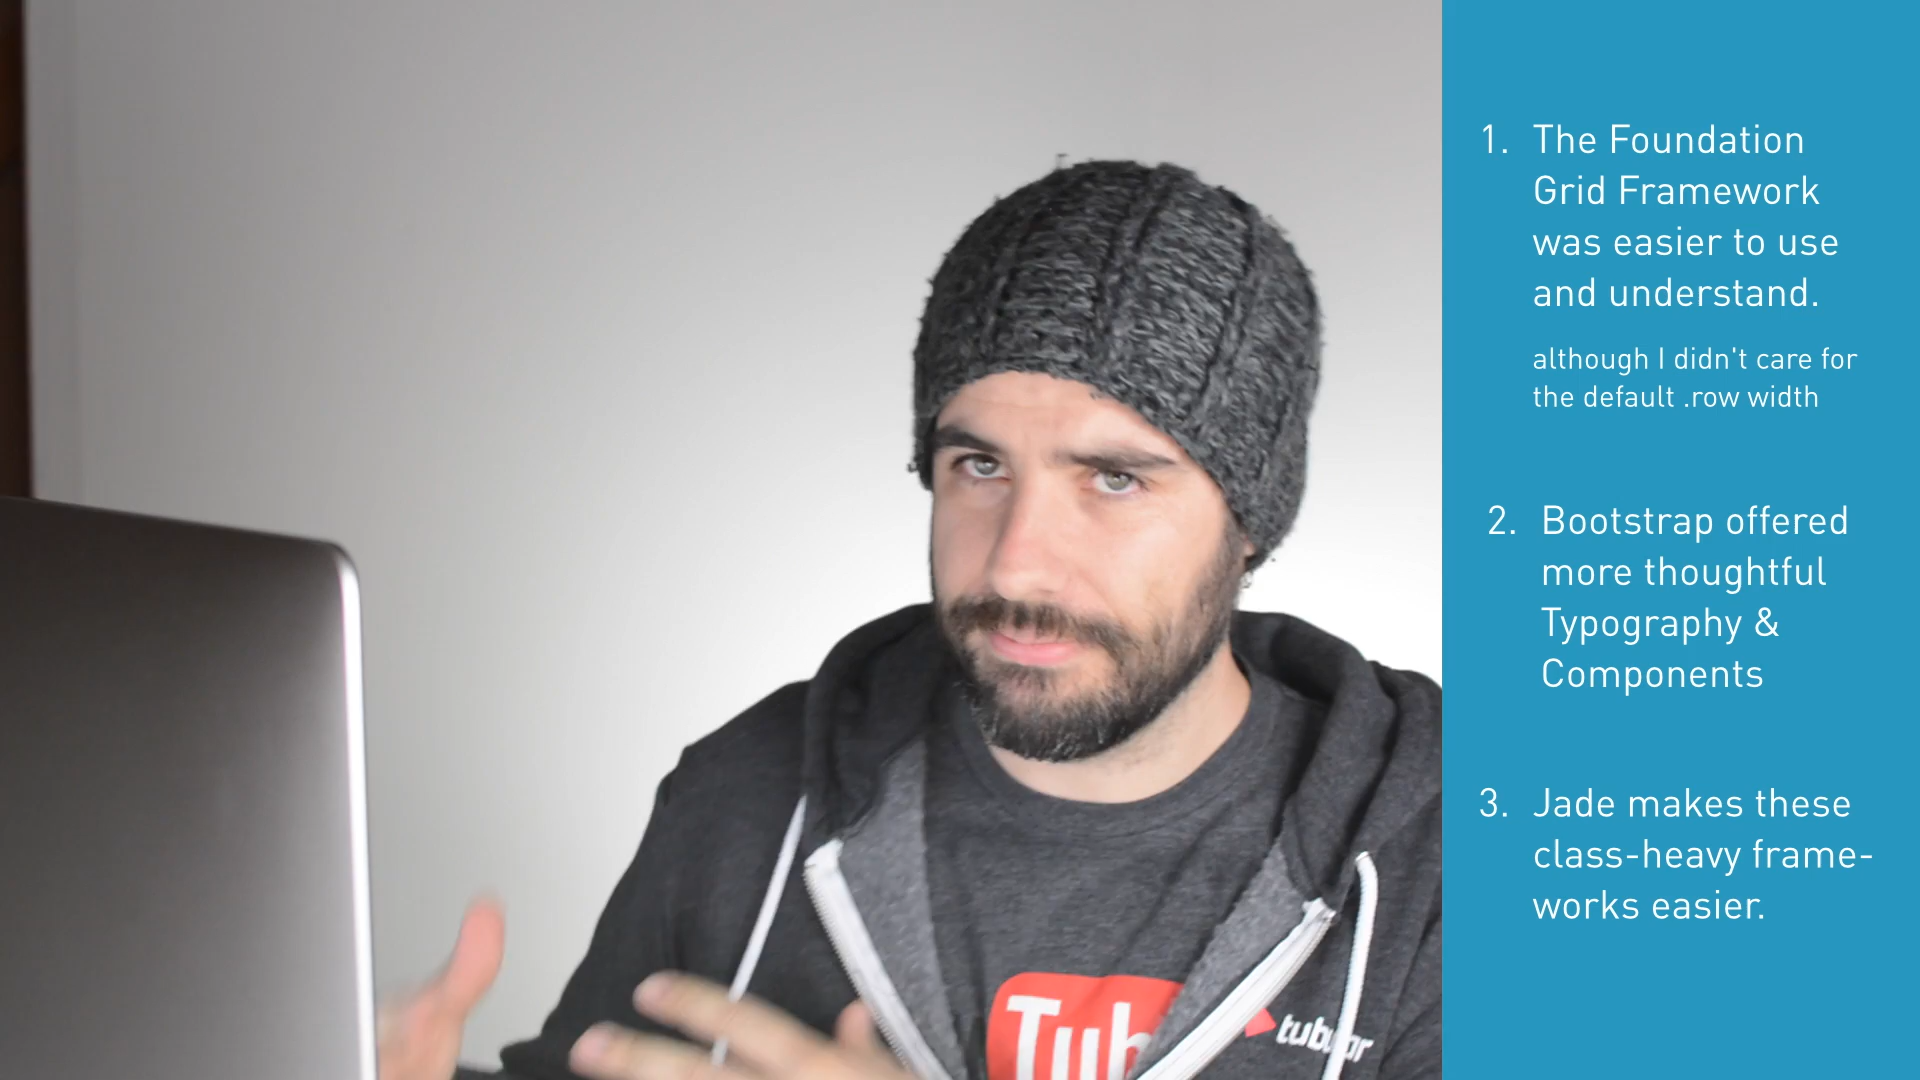 1. The Foundation
Grid Framework
was easier to use
and understand.
although I didn't care for
the default .row width
2. Bootstrap offered
more thoughtful
Typography &
Components
3. Jade makes these
class-heavy frame-
works easier.
Tub